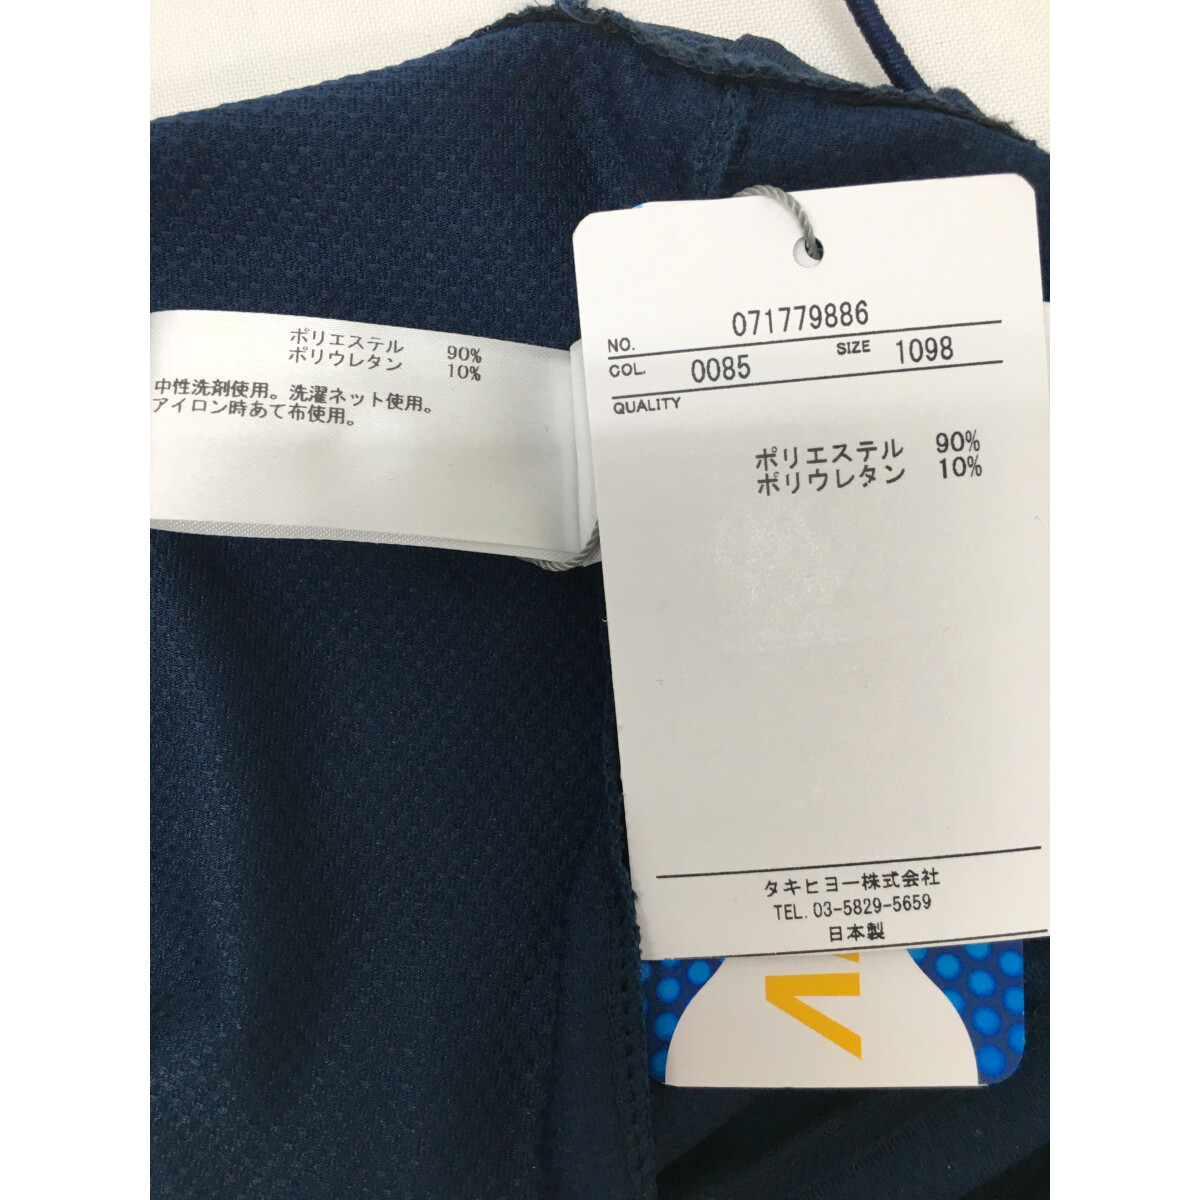 ポリエステル 90%
ポリウレタン 10%
中性洗剤使用。洗濯ネット使用。
アイロン時あて布使用。
NO. 071779886
COL. 0085 SIZE 1098
QUALITY
ポリエステル 90%
ポリウレタン 10%
タキヒヨー株式会社
TEL. 03-5829-5659
日本製